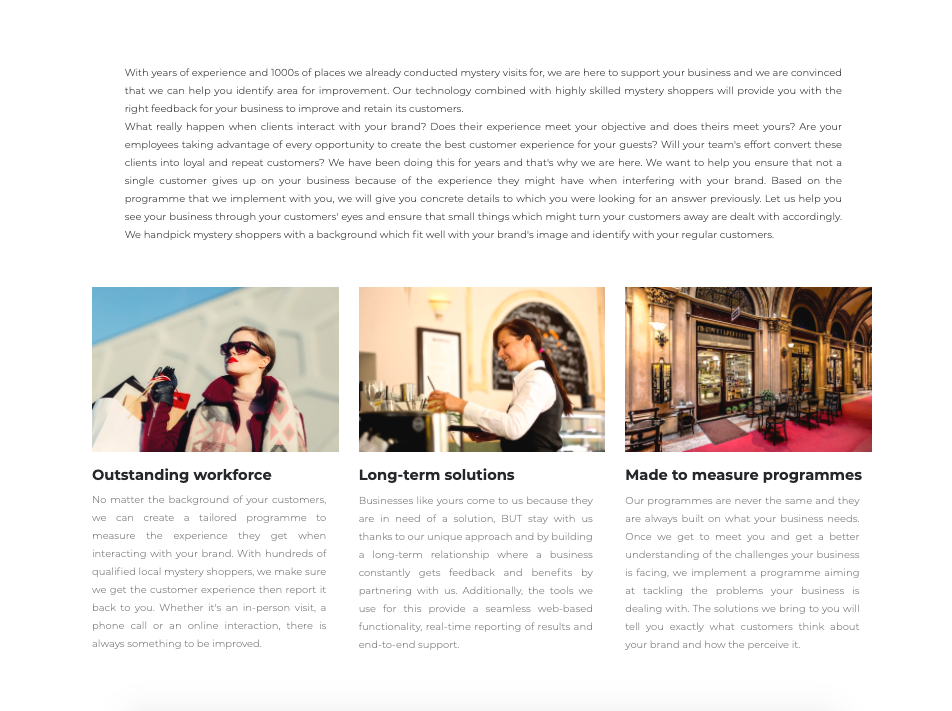 With years of experience and 1000s of places we already conducted mystery visits for, we are here to support your business and we are convinced
that we can help you identify area for improvement. Our technology combined with highly skilled mystery shoppers will provide you with the
right feedback for your business to improve and retain its customers.
What really happen when clients interact with your brand? Does their experience meet your objective and does theirs meet yours? Are your
employees taking advantage of every opportunity to create the best customer experience for your guests? Will your team's effort convert these
clients into loyal and repeat customers? We have been doing this for years and that's why we are here. We want to help you ensure that not a
single customer gives up on your business because of the experience they might have when interfering with your brand. Based on the
programme that we implement with you, we will give you concrete details to which you were looking for an answer previously. Let us help you
see your business through your customers' eyes and ensure that small things which might turn your customers away are dealt with accordingly.
We handpick mystery shoppers with a background which fit well with your brand's image and identify with your regular customers.
Outstanding workforce
No matter the background of your customers,
we can create a tailored programme to
measure the experience they get when
interacting with your brand. With hundreds of
qualified local mystery shoppers, we make sure
we get the customer experience then report it
back to you. Whether it's an in-person visit, a
phone call or an online interaction, there is
always something to be improved.
Long-term solutions
Businesses like yours come to us because they
are in need of a solution, BUT stay with us
thanks to our unique approach and by building
a long-term relationship where a business
constantly gets feedback and benefits by
partnering with us. Additionally, the tools we
use for this provide a seamless web-based
functionality, real-time reporting of results and
end-to-end support.
Made to measure programmes
Our programmes are never the same and they
are always built on what your business needs.
Once we get to meet you and get a better
understanding of the challenges your business
is facing, we implement a programme aiming
at tackling the problems your business is
dealing with. The solutions we bring to you will
tell you exactly what customers think about
your brand and how the perceive it.